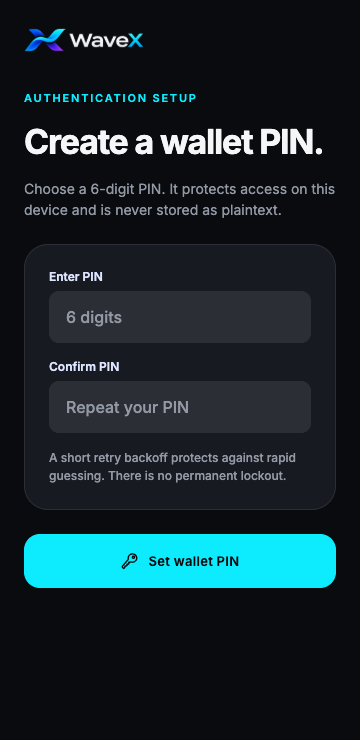 WaveX
AUTHENTICATION SETUP
Create a wallet PIN.
Choose a 6-digit PIN. It protects access on this
device and is never stored as plaintext.
Enter PIN
6 digits
Confirm PIN
Repeat your PIN
A short retry backoff protects against rapid
guessing. There is no permanent lockout.
Set wallet PIN